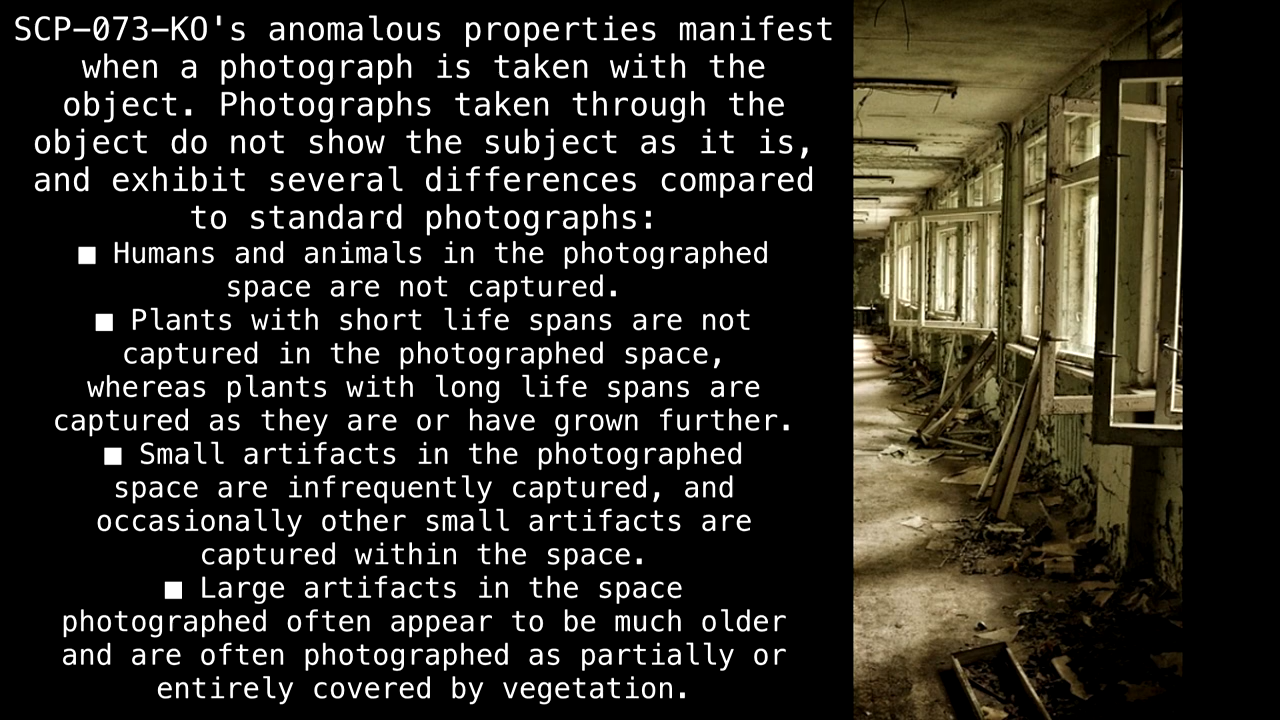 SCP-073-KO's anomalous properties manifest
when a photograph is taken with the
object. Photographs taken through the
object do not show the subject as it is,
and exhibit several differences compared
to standard photographs:
■ Humans and animals in the photographed
space are not captured.
■ Plants with short life spans are not
captured in the photographed space,
whereas plants with long life spans are
captured as they are or have grown further.
■ Small artifacts in the photographed
space are infrequently captured, and
occasionally other small artifacts are
captured within the space.
■ Large artifacts in the space
photographed often appear to be much older
and are often photographed as partially or
entirely covered by vegetation.